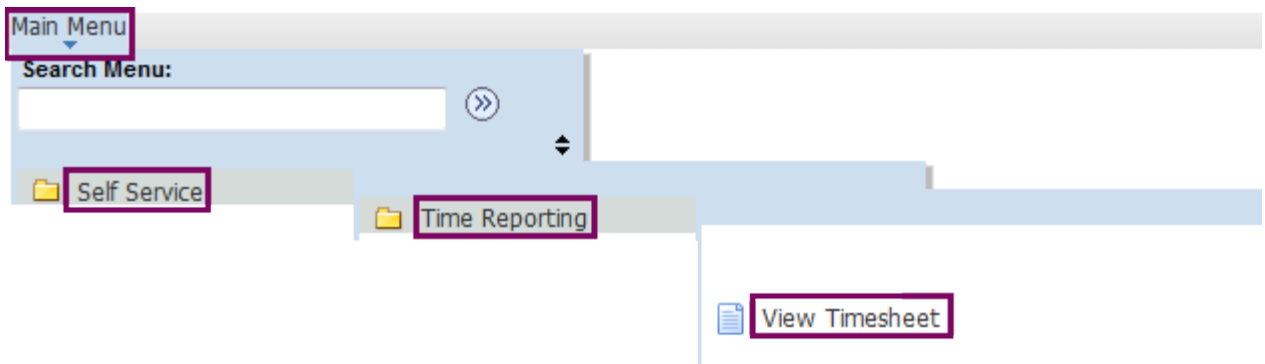 Main Menu
Search Menu:
Self Service
Time Reporting
View Timesheet